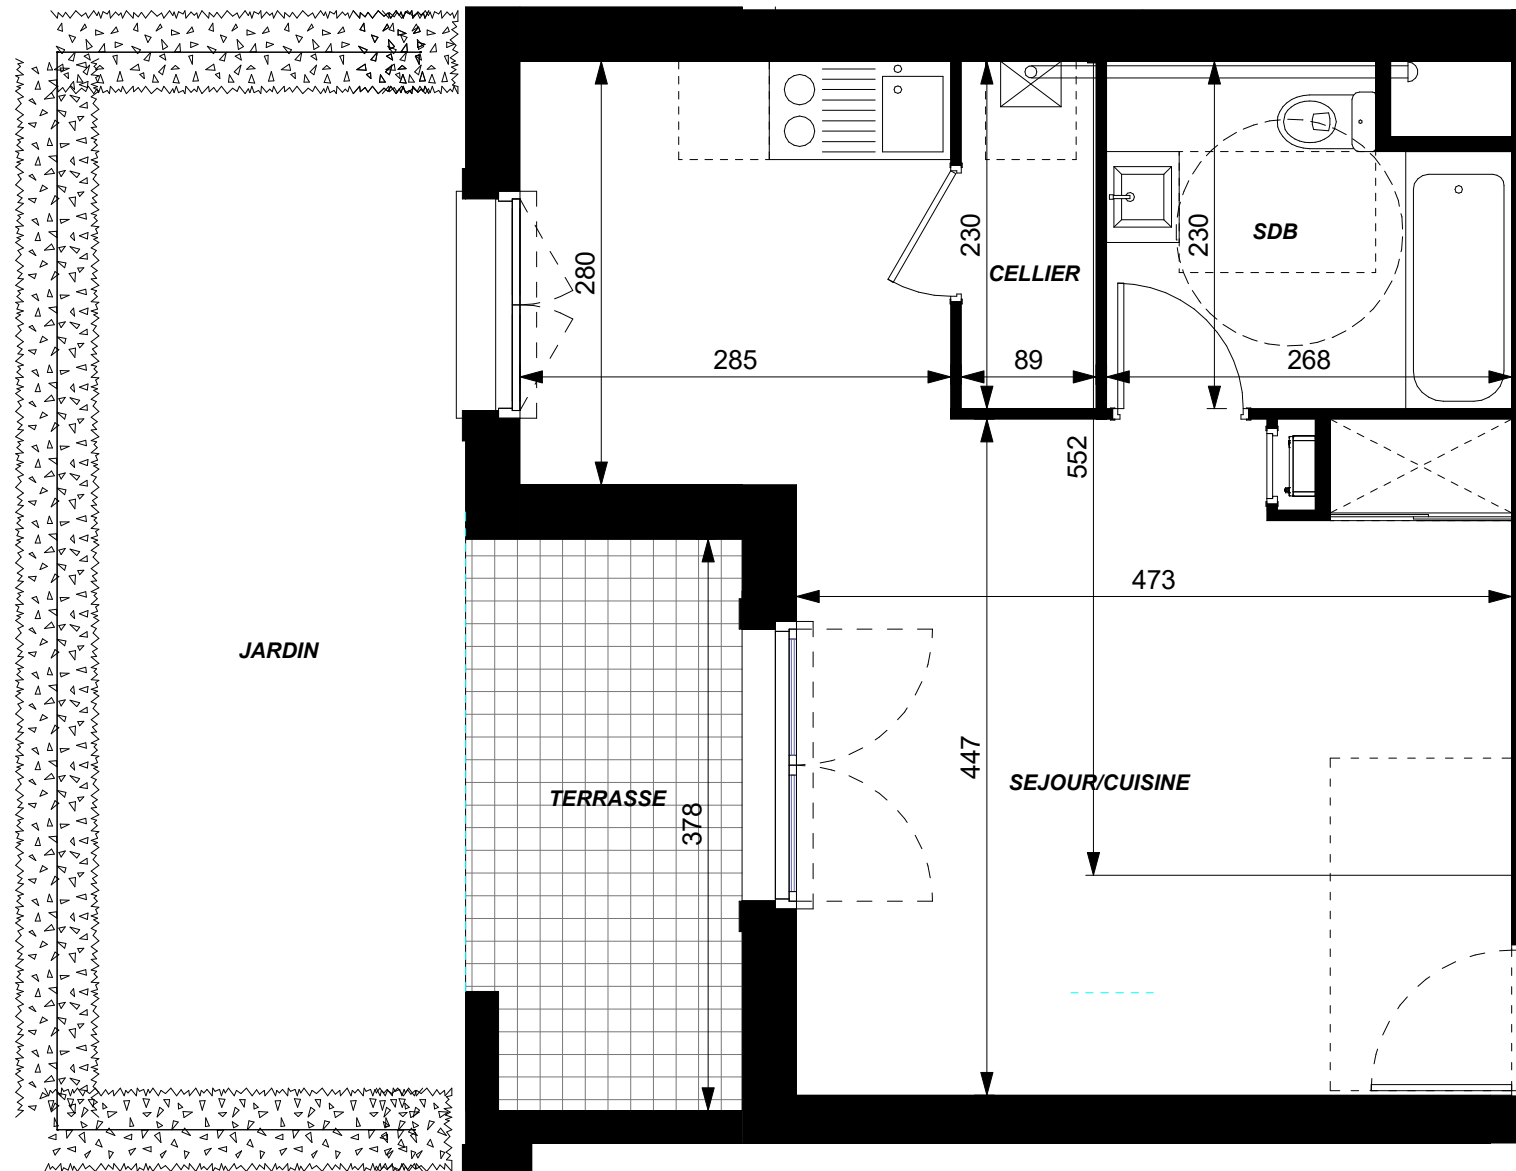 280
285
230
CELLIER
89
230
SDB
268
552
473
JARDIN
TERRASSE
378
447
SEJOUR/CUISINE